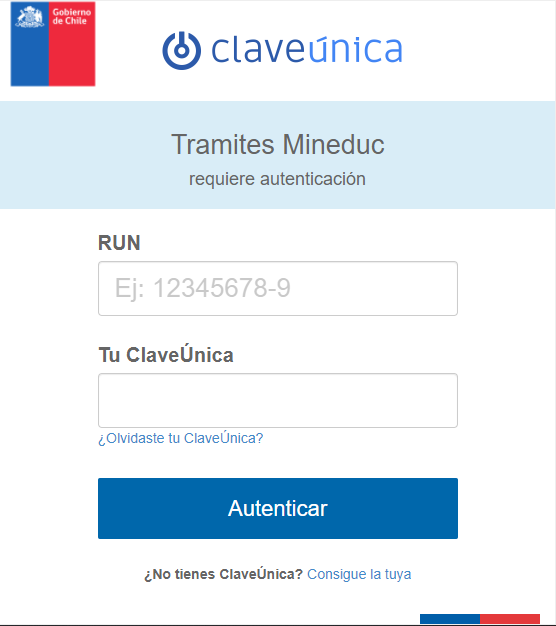 Gobierno
de Chile
claveúnica
Tramites Mineduc
requiere autenticación
RUN
Ej: 12345678-9
Tu ClaveÚnica
¿Olvidaste tu ClaveÚnica?
Autenticar
¿No tienes ClaveÚnica? Consigue la tuya